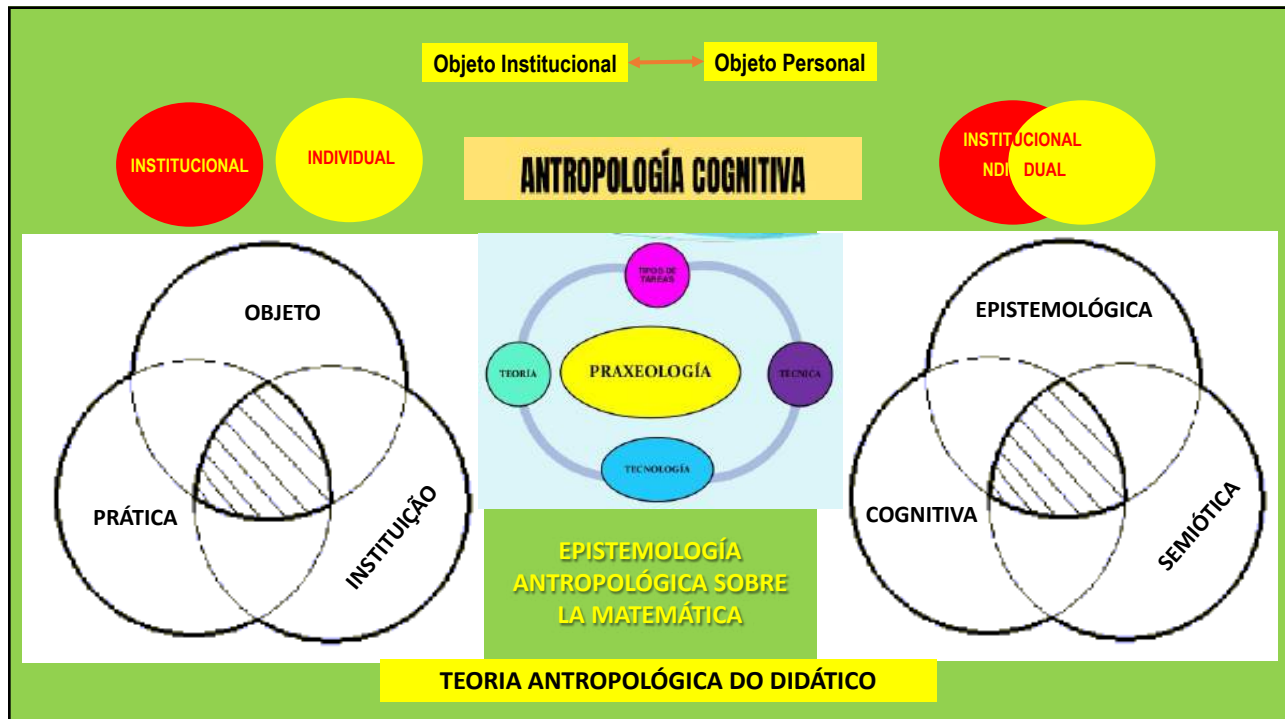 Objeto Institucional
Objeto Personal
INSTITUCIONAL
INDIVIDUAL
ANTROPOLOGÍA COGNITIVA
INSTITUCIONAL
NDI DUAL
OBJETO
PRÁTICA
INSTITUIÇÃO
TIPOS DE
TAREAS
TEORÍA
PRAXEOLOGÍA
TÉCNICA
TECNOLOGÍA
EPISTEMOLÓGICA
COGNITIVA
SEMIÓTICA
EPISTEMOLOGÍA
ANTROPOLÓGICA SOBRE
LA MATEMÁTICA
TEORIA ANTROPOLÓGICA DO DIDÁTICO